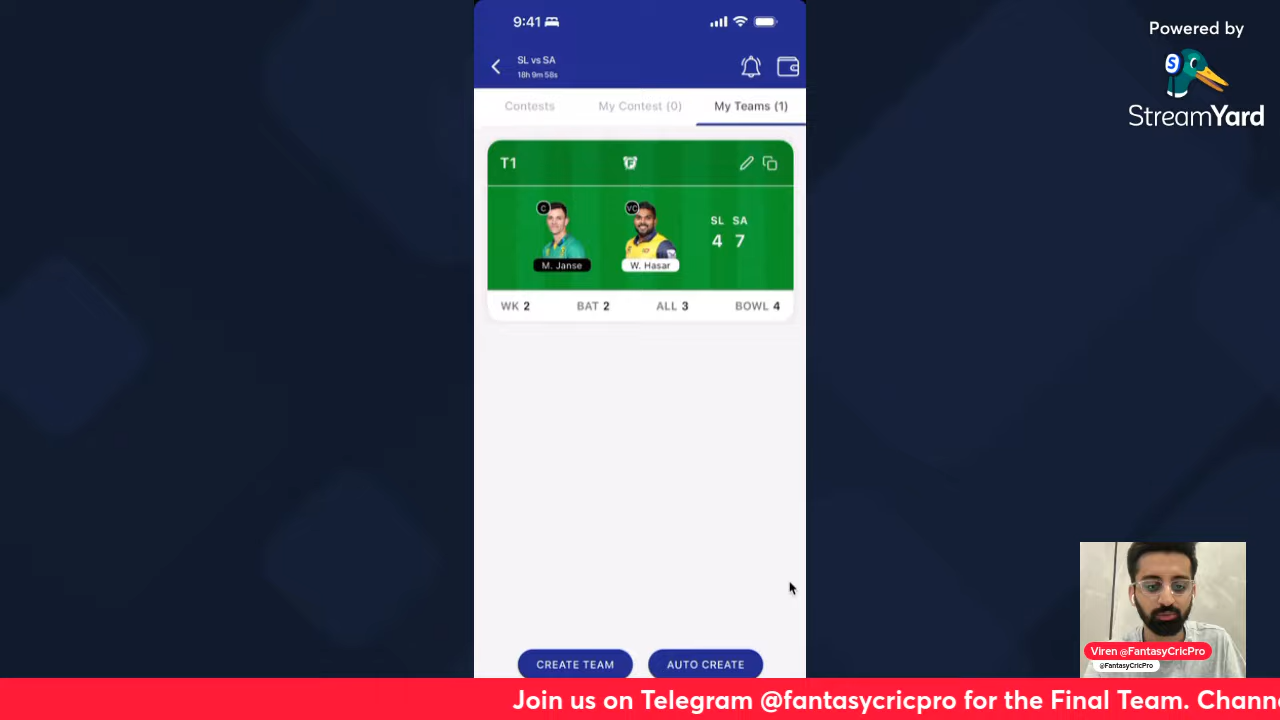 9:41
SL vs SA
18h 9m 58s
Contests
My Contest (0)
My Teams (1)
T1
C
VC
M. Janse
W. Hasar
SL SA
4 7
WK 2
BAT 2
ALL 3
BOWL 4
CREATE TEAM
AUTO CREATE
Powered by
S
StreamYard
Viren @FantasyCricPro
@FantasyCricPro
Join us on Telegram @fantasycricpro for the Final Team. Chann